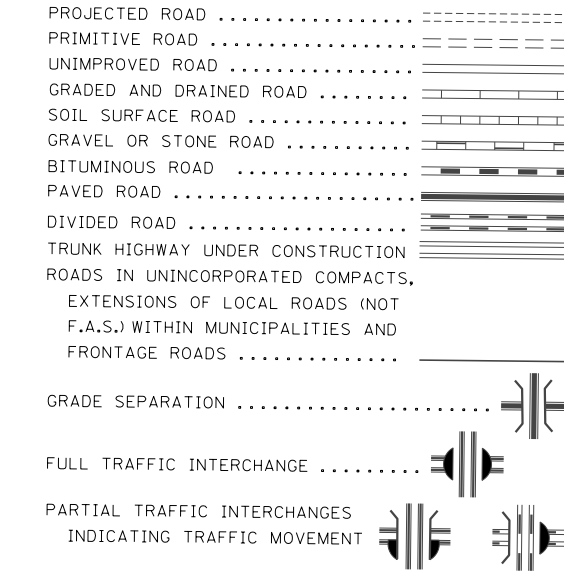 PROJECTED ROAD
PRIMITIVE ROAD
UNIMPROVED ROAD
GRADED AND DRAINED ROAD
SOIL SURFACE ROAD
GRAVEL OR STONE ROAD
BITUMINOUS ROAD
PAVED ROAD
DIVIDED ROAD
TRUNK HIGHWAY UNDER CONSTRUCTION
ROADS IN UNINCORPORATED COMPACTS,
EXTENSIONS OF LOCAL ROADS (NOT
F.A.S.) WITHIN MUNICIPALITIES AND
FRONTAGE ROADS
GRADE SEPARATION
FULL TRAFFIC INTERCHANGE
PARTIAL TRAFFIC INTERCHANGES
INDICATING TRAFFIC MOVEMENT